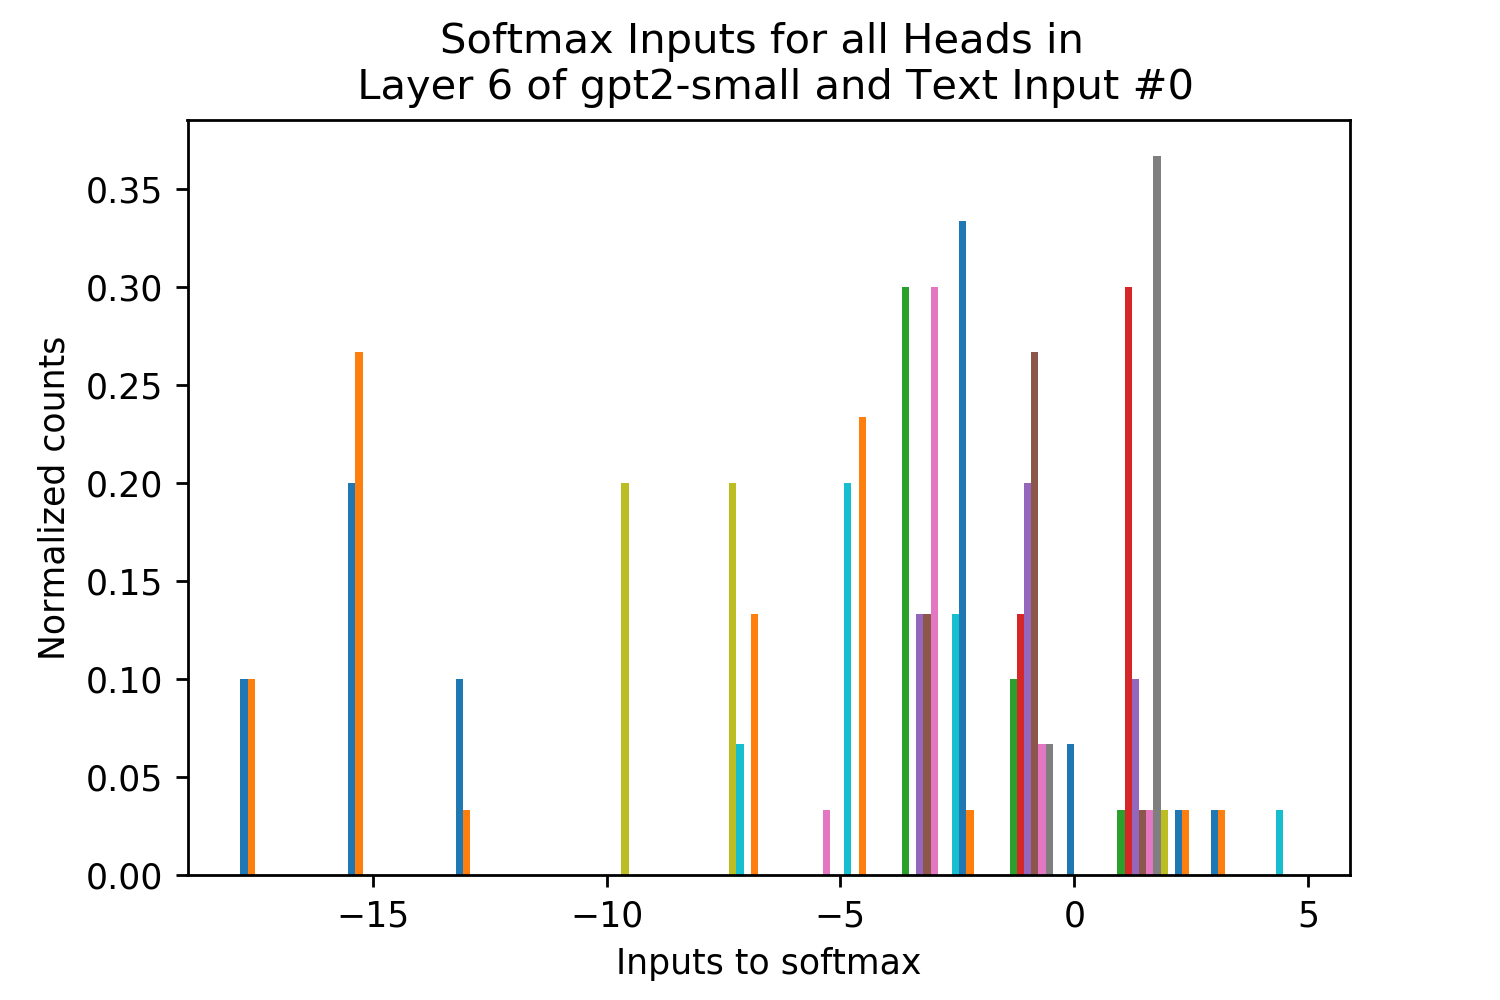 Softmax Inputs for all Heads in
Layer 6 of gpt2-small and Text Input #0
Normalized counts
0.35
0.30
0.25
0.20
0.15
0.10
0.05
0.00
−15 −10 −5 0 5
Inputs to softmax